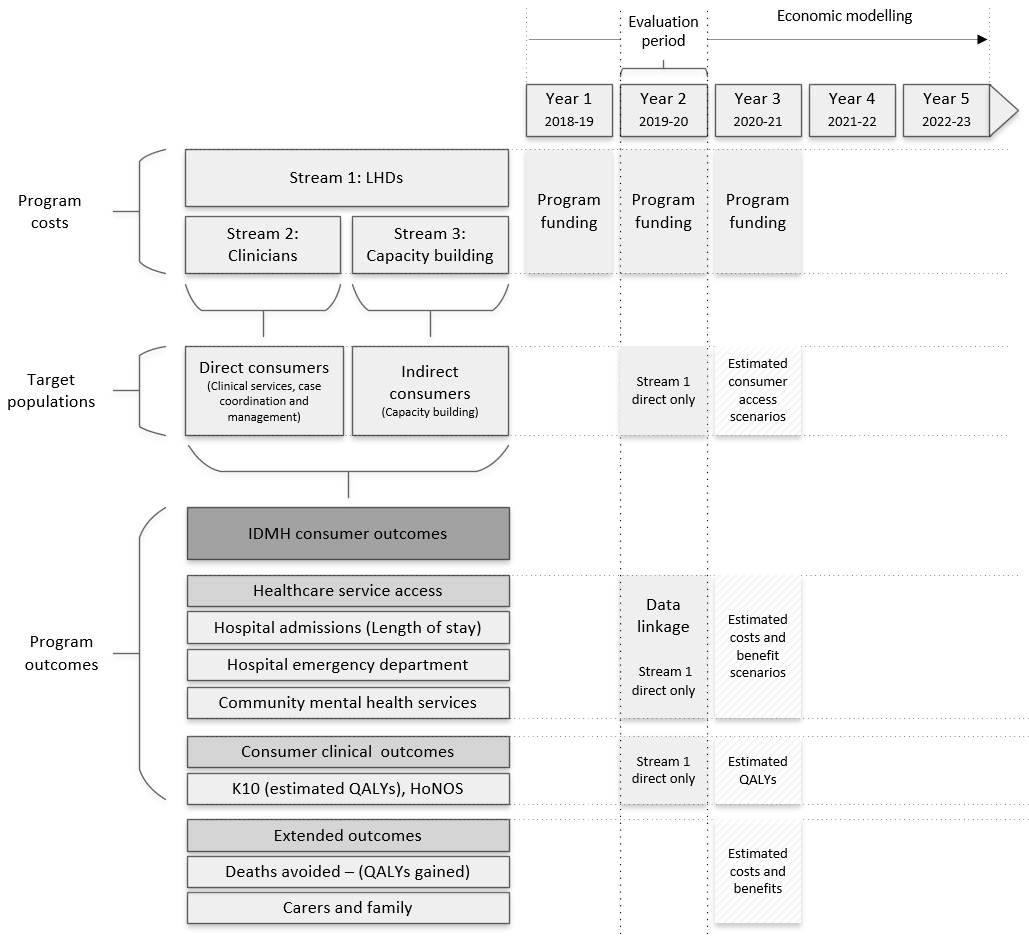 Evaluation
period
Economic modelling
Year 1
2018-19
Year 2
2019-20
Year 3
2020-21
Year 4
2021-22
Year 5
2022-23
Program
costs
Stream 1: LHDs
Stream 2:
Clinicians
Stream 3:
Capacity building
Program
funding
Program
funding
Program
funding
Target
populations
Direct consumers
(Clinical services, case
coordination and
management)
Indirect
consumers
(Capacity building)
Stream 1
direct only
Estimated
consumer
access
scenarios
Program
outcomes
IDMH consumer outcomes
Healthcare service access
Hospital admissions (Length of stay)
Hospital emergency department
Community mental health services
Data
linkage
Stream 1
direct only
Estimated
costs and
benefit
scenarios
Consumer clinical  outcomes
K10 (estimated QALYs), HoNOS
Stream 1
direct only
Estimated
QALYs
Extended outcomes
Deaths avoided – (QALYs gained)
Carers and family
Estimated
costs and
benefits